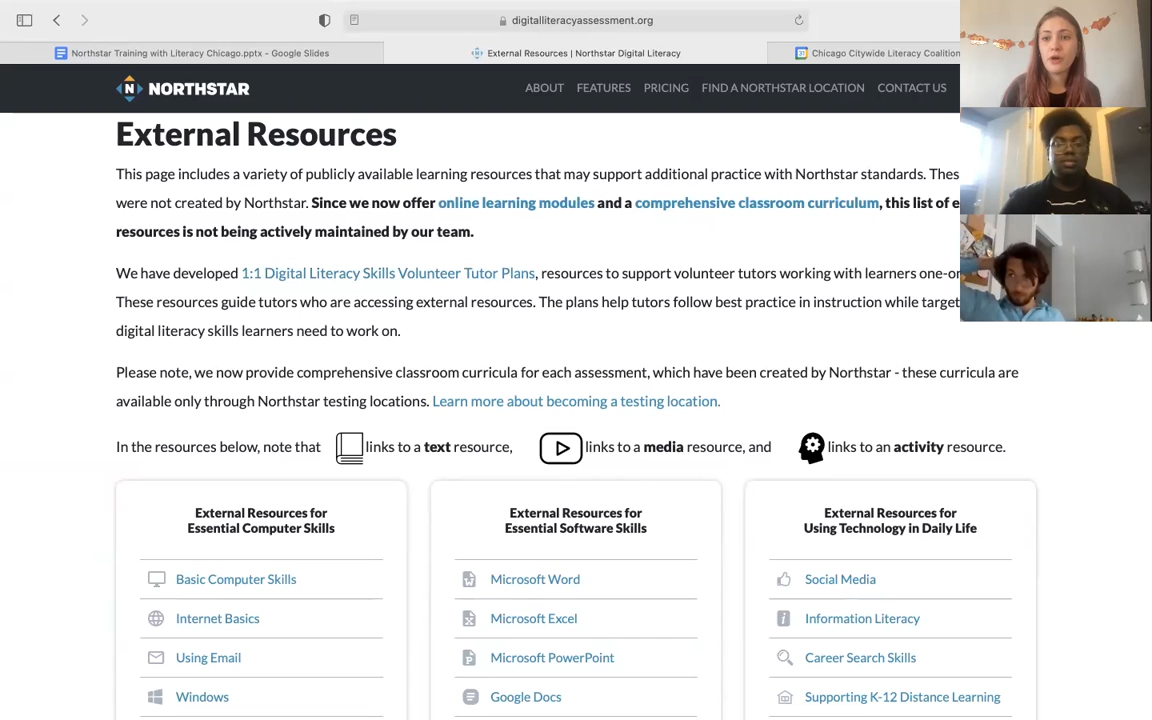 digitalliteracyassessment.org
Northstar Training with Literacy Chicago.pptx - Google Slides
External Resources | Northstar Digital Literacy
Chicago Citywide Literacy Coalition
NORTHSTAR
ABOUT FEATURES PRICING FIND A NORTHSTAR LOCATION CONTACT US
External Resources
This page includes a variety of publicly available learning resources that may support additional practice with Northstar standards.
were not created by Northstar. Since we now offer online learning modules and a comprehensive classroom curriculum, this list of
resources is not being actively maintained by our team.
We have developed 1:1 Digital Literacy Skills Volunteer Tutor Plans, resources to support volunteer tutors working with learners
These resources guide tutors who are accessing external resources. The plans help tutors follow best practice in instruction while
digital literacy skills learners need to work on.
Please note, we now provide comprehensive classroom curricula for each assessment, which have been created by Northstar - these curricula are
available only through Northstar testing locations. Learn more about becoming a testing location.
In the resources below, note that links to a text resource, links to a media resource, and links to an activity resource.
External Resources for
Essential Computer Skills
Basic Computer Skills
Internet Basics
Using Email
Windows
External Resources for
Essential Software Skills
Microsoft Word
Microsoft Excel
Microsoft PowerPoint
Google Docs
External Resources for
Using Technology in Daily Life
Social Media
Information Literacy
Career Search Skills
Supporting K-12 Distance Learning